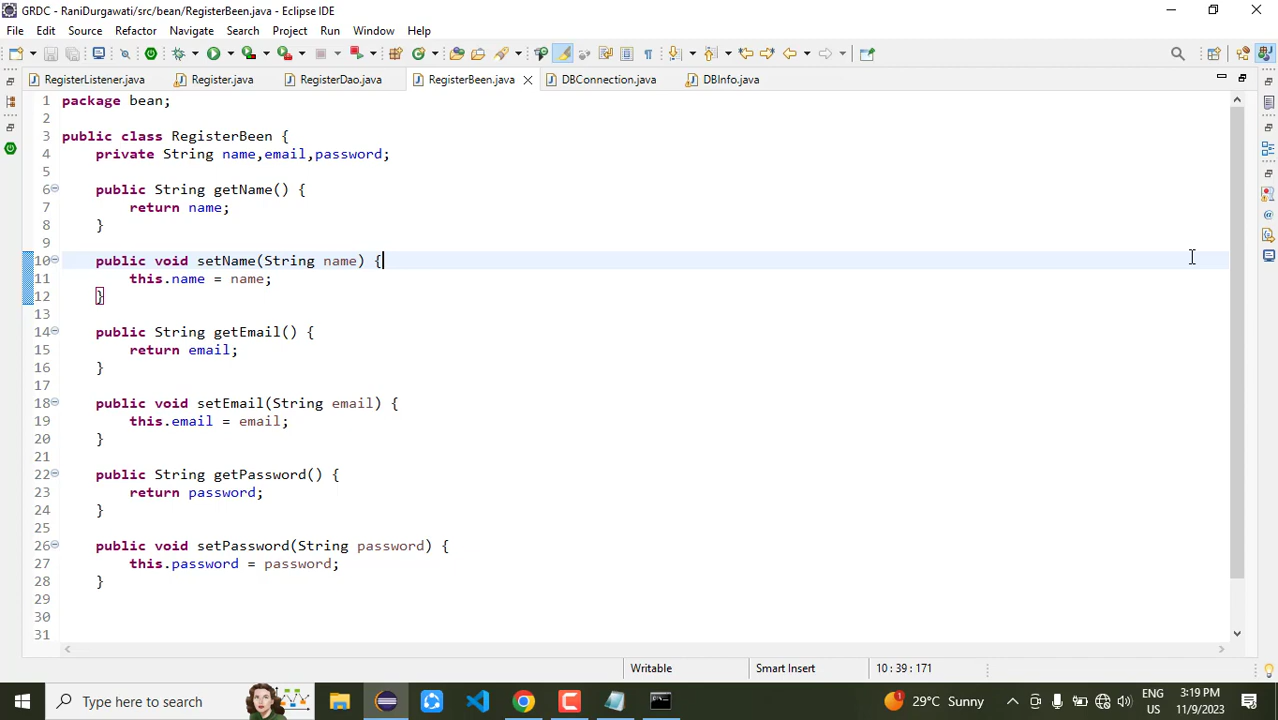 GRDC - RaniDurgawati/src/bean/RegisterBeen.java - Eclipse IDE
File Edit Source Refactor Navigate Search Project Run Window Help
RegisterListener.java Register.java RegisterDao.java RegisterBeen.java DBConnection.java DBInfo.java
1 package bean;
2
3 public class RegisterBeen {
4 private String name,email,password;
5
6 public String getName() {
7 return name;
8 }
9
10 public void setName(String name) {
11 this.name = name;
12 }
13
14 public String getEmail() {
15 return email;
16 }
17
18 public void setEmail(String email) {
19 this.email = email;
20 }
21
22 public String getPassword() {
23 return password;
24 }
25
26 public void setPassword(String password) {
27 this.password = password;
28 }
29
30
31
Writable Smart Insert 10 : 39 : 171
Type here to search 1 29°C Sunny ENG 3:19 PM
US 11/9/2023